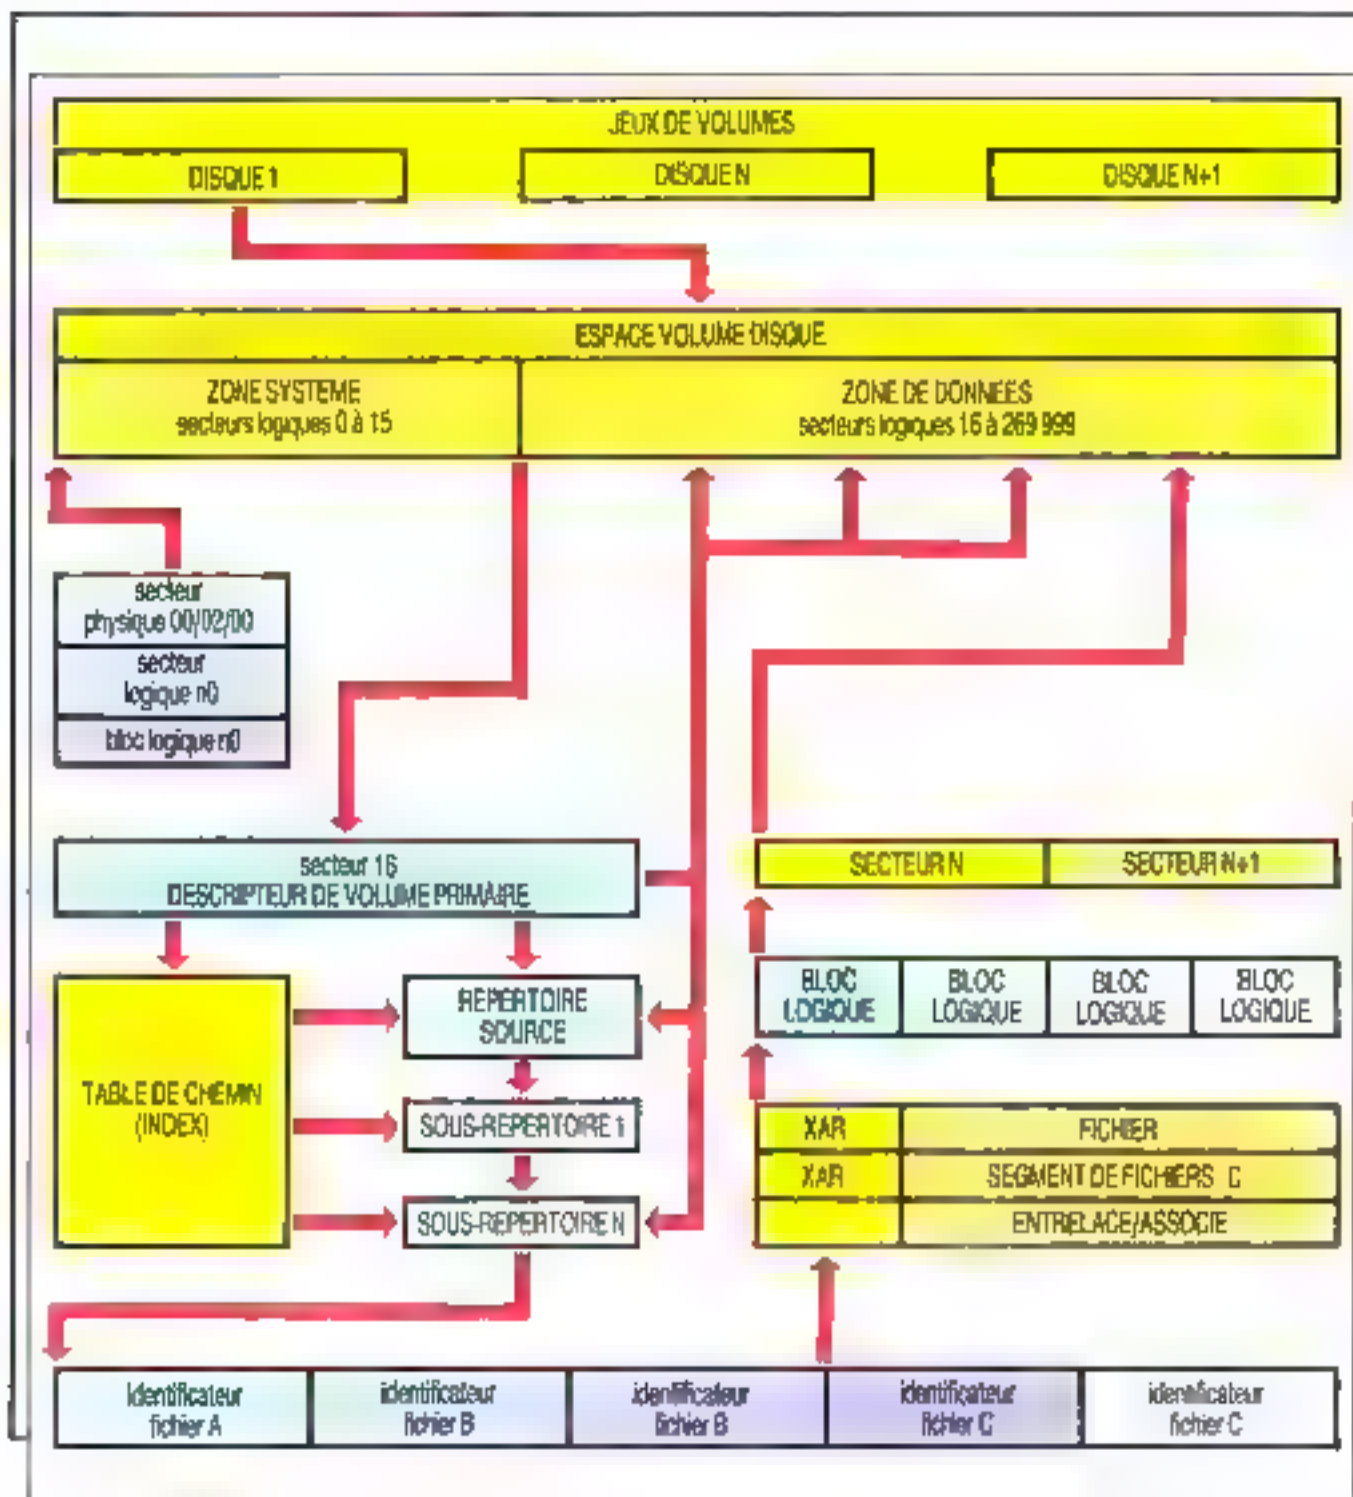 JEUX DE VOLUMES
DISQUE 1
DISQUE N
DISQUE N+1
ESPACE VOLUME DISQUE
ZONE SYSTEME
secteurs logiques 0 à 15
ZONE DE DONNEES
secteurs logiques 16 à 269 999
secteur
physique 00/02/00
secteur
logique n0
bloc logique n0
secteur 16
DESCRIPTEUR DE VOLUME PRIMAIRE
SECTEUR N
SECTEUR N+1
TABLE DE CHEMIN
(INDEX)
REPERTOIRE
SOURCE
SOUS-REPERTOIRE 1
SOUS-REPERTOIRE N
BLOC
LOGIQUE
BLOC
LOGIQUE
BLOC
LOGIQUE
BLOC
LOGIQUE
XAR
FICHIER
XAR
SEGMENT DE FICHIERS C
ENTRELACE/ASSOCIE
identificateur
fichier A
identificateur
fichier B
identificateur
fichier B
identificateur
fichier C
identificateur
fichier C